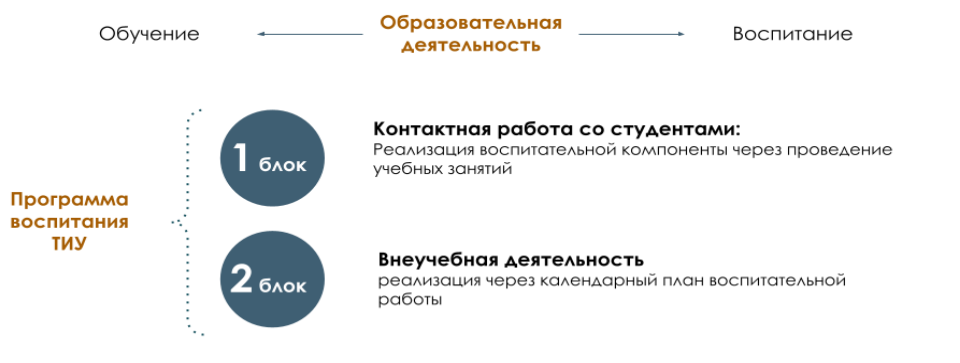 Обучение
Образовательная
деятельность
Воспитание
Программа
воспитания
ТИУ
1 блок
Контактная работа со студентами:
Реализация воспитательной компоненты через проведение
учебных занятий
2 блок
Внеучебная деятельность
реализация через календарный план воспитательной
работы